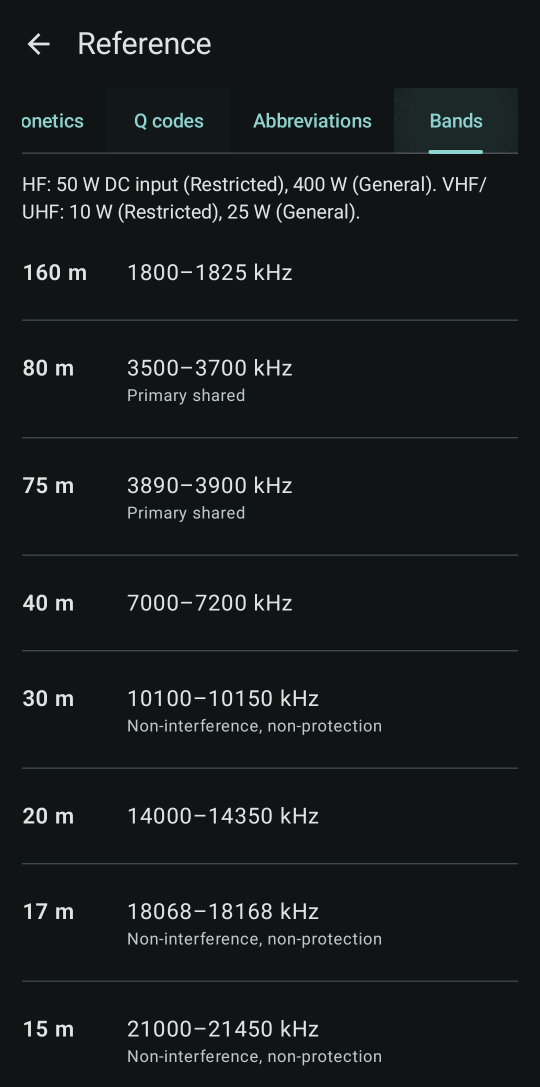 Reference
onetics Q codes Abbreviations Bands
HF: 50 W DC input (Restricted), 400 W (General). VHF/
UHF: 10 W (Restricted), 25 W (General).
160 m 1800–1825 kHz
80 m 3500–3700 kHz
Primary shared
75 m 3890–3900 kHz
Primary shared
40 m 7000–7200 kHz
30 m 10100–10150 kHz
Non-interference, non-protection
20 m 14000–14350 kHz
17 m 18068–18168 kHz
Non-interference, non-protection
15 m 21000–21450 kHz
Non-interference, non-protection